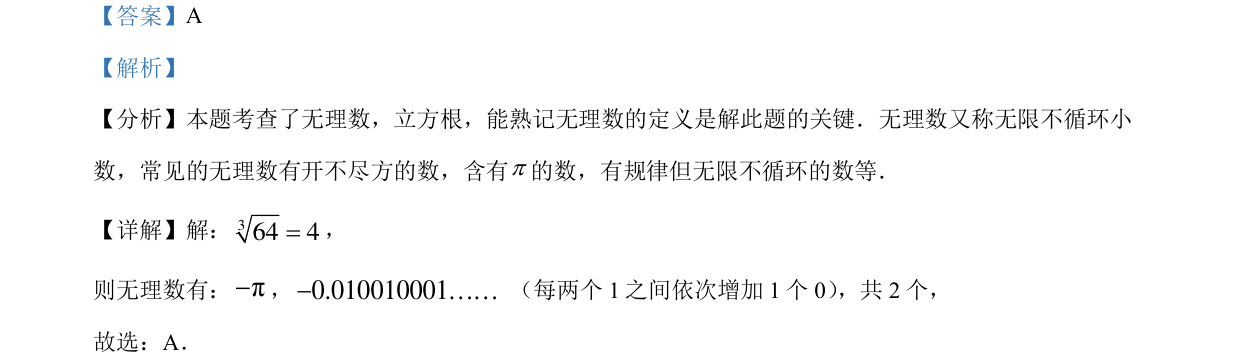 【答案】A
【解析】
【分析】本题考查了无理数，立方根，能熟记无理数的定义是解此题的关键．无理数又称无限不循环小
数，常见的无理数有开不尽方的数，含有π的数，有规律但无限不循环的数等．
【详解】解：∛64 = 4，
则无理数有：−π，−0.010010001……（每两个 1 之间依次增加 1 个 0），共 2 个，
故选：A．